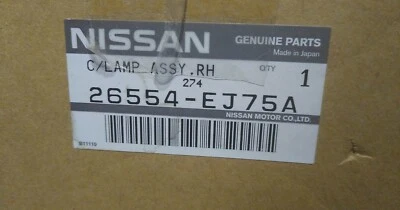 NISSAN
GENUINE PARTS
Made in Japan
C/LAMP ASSY.RH
QTY
1
274
26554-EJ75A
NISSAN MOTOR CO.,LTD.